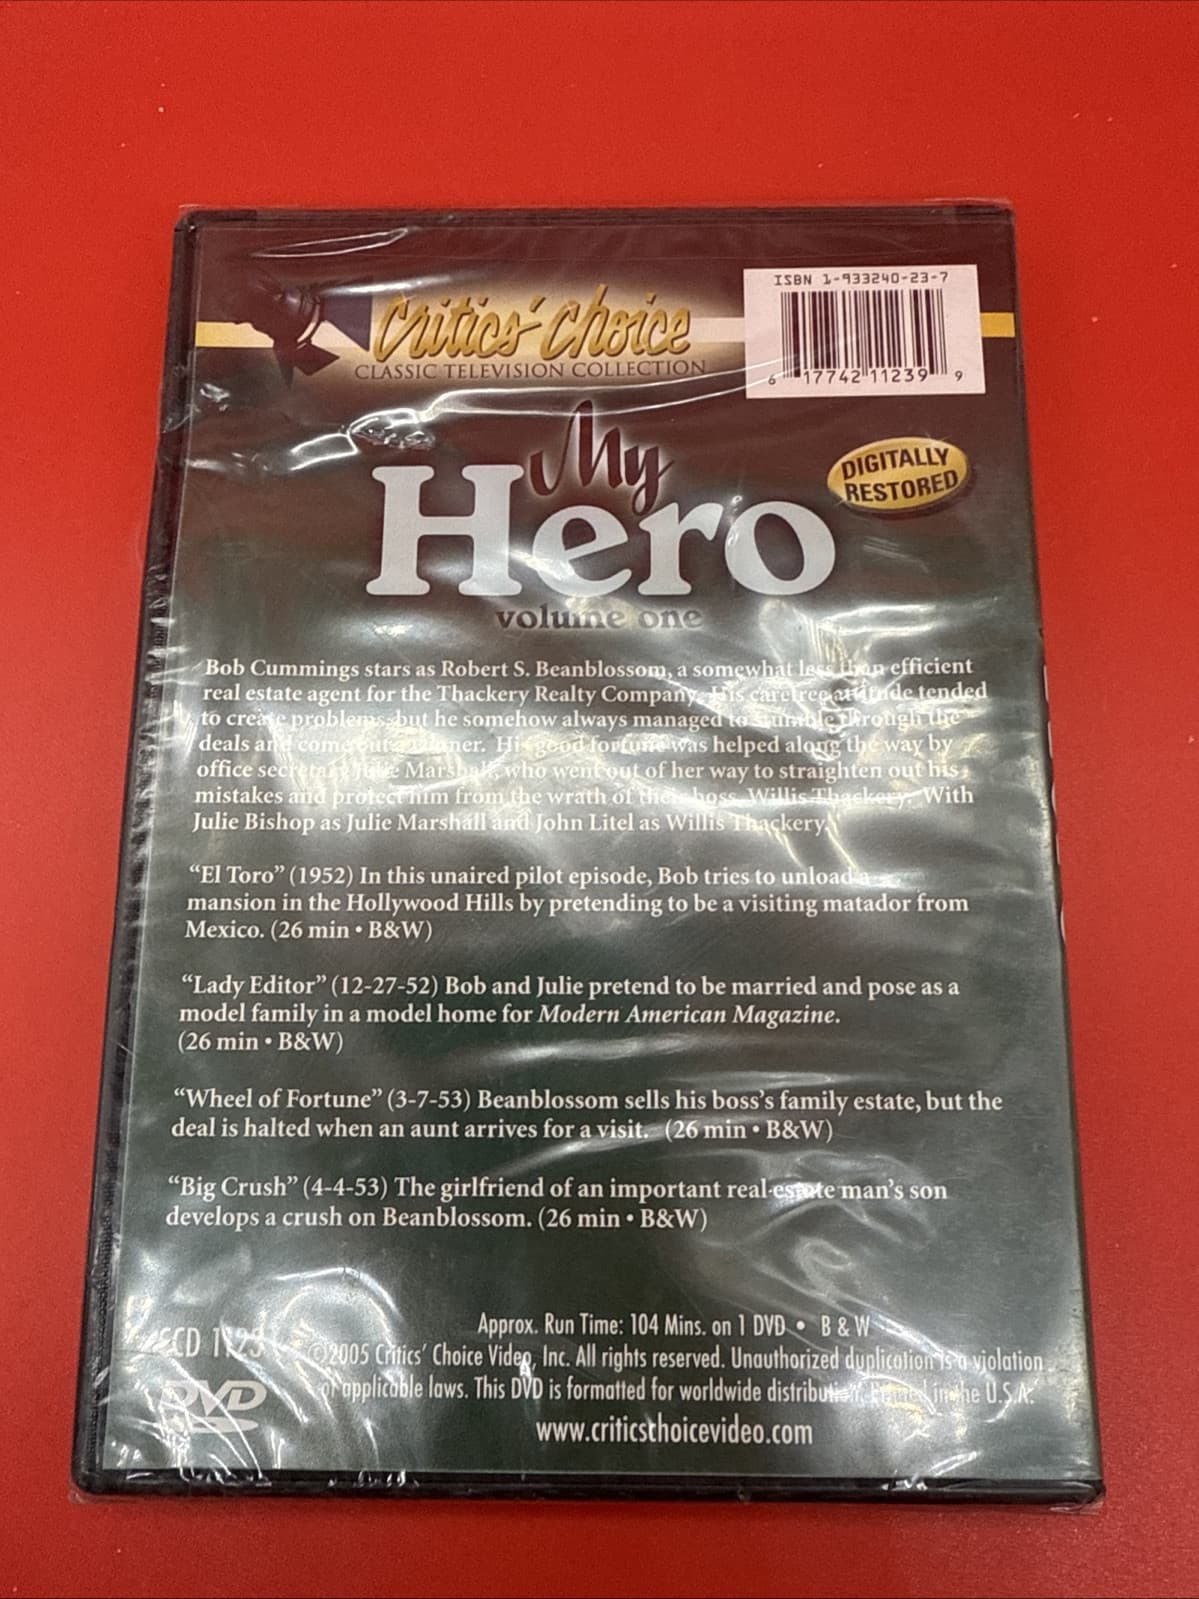 ISBN 1-933240-23-7
6 17742 11239 9
Critics' Choice
CLASSIC TELEVISION COLLECTION
My
Hero
volume one
DIGITALLY
RESTORED
Bob Cummings stars as Robert S. Beanblossom, a somewhat less than efficient
real estate agent for the Thackery Realty Company. His carefree attitude tended
to create problems, but he somehow always managed to stumble through the
deals and come out a winner. His good fortune was helped along the way by
office secretary Julie Marshall, who went out of her way to straighten out his
mistakes and protect him from the wrath of their boss, Willis Thackery. With
Julie Bishop as Julie Marshall and John Litel as Willis Thackery.
“El Toro” (1952) In this unaired pilot episode, Bob tries to unload a
mansion in the Hollywood Hills by pretending to be a visiting matador from
Mexico. (26 min • B&W)
“Lady Editor” (12-27-52) Bob and Julie pretend to be married and pose as a
model family in a model home for Modern American Magazine.
(26 min • B&W)
“Wheel of Fortune” (3-7-53) Beanblossom sells his boss’s family estate, but the
deal is halted when an aunt arrives for a visit. (26 min • B&W)
“Big Crush” (4-4-53) The girlfriend of an important real estate man’s son
develops a crush on Beanblossom. (26 min • B&W)
Approx. Run Time: 104 Mins. on 1 DVD • B & W
©2005 Critics’ Choice Video, Inc. All rights reserved. Unauthorized duplication is a violation
of applicable laws. This DVD is formatted for worldwide distribution. Printed in the U.S.A.
www.criticschoicevideo.com
DVD